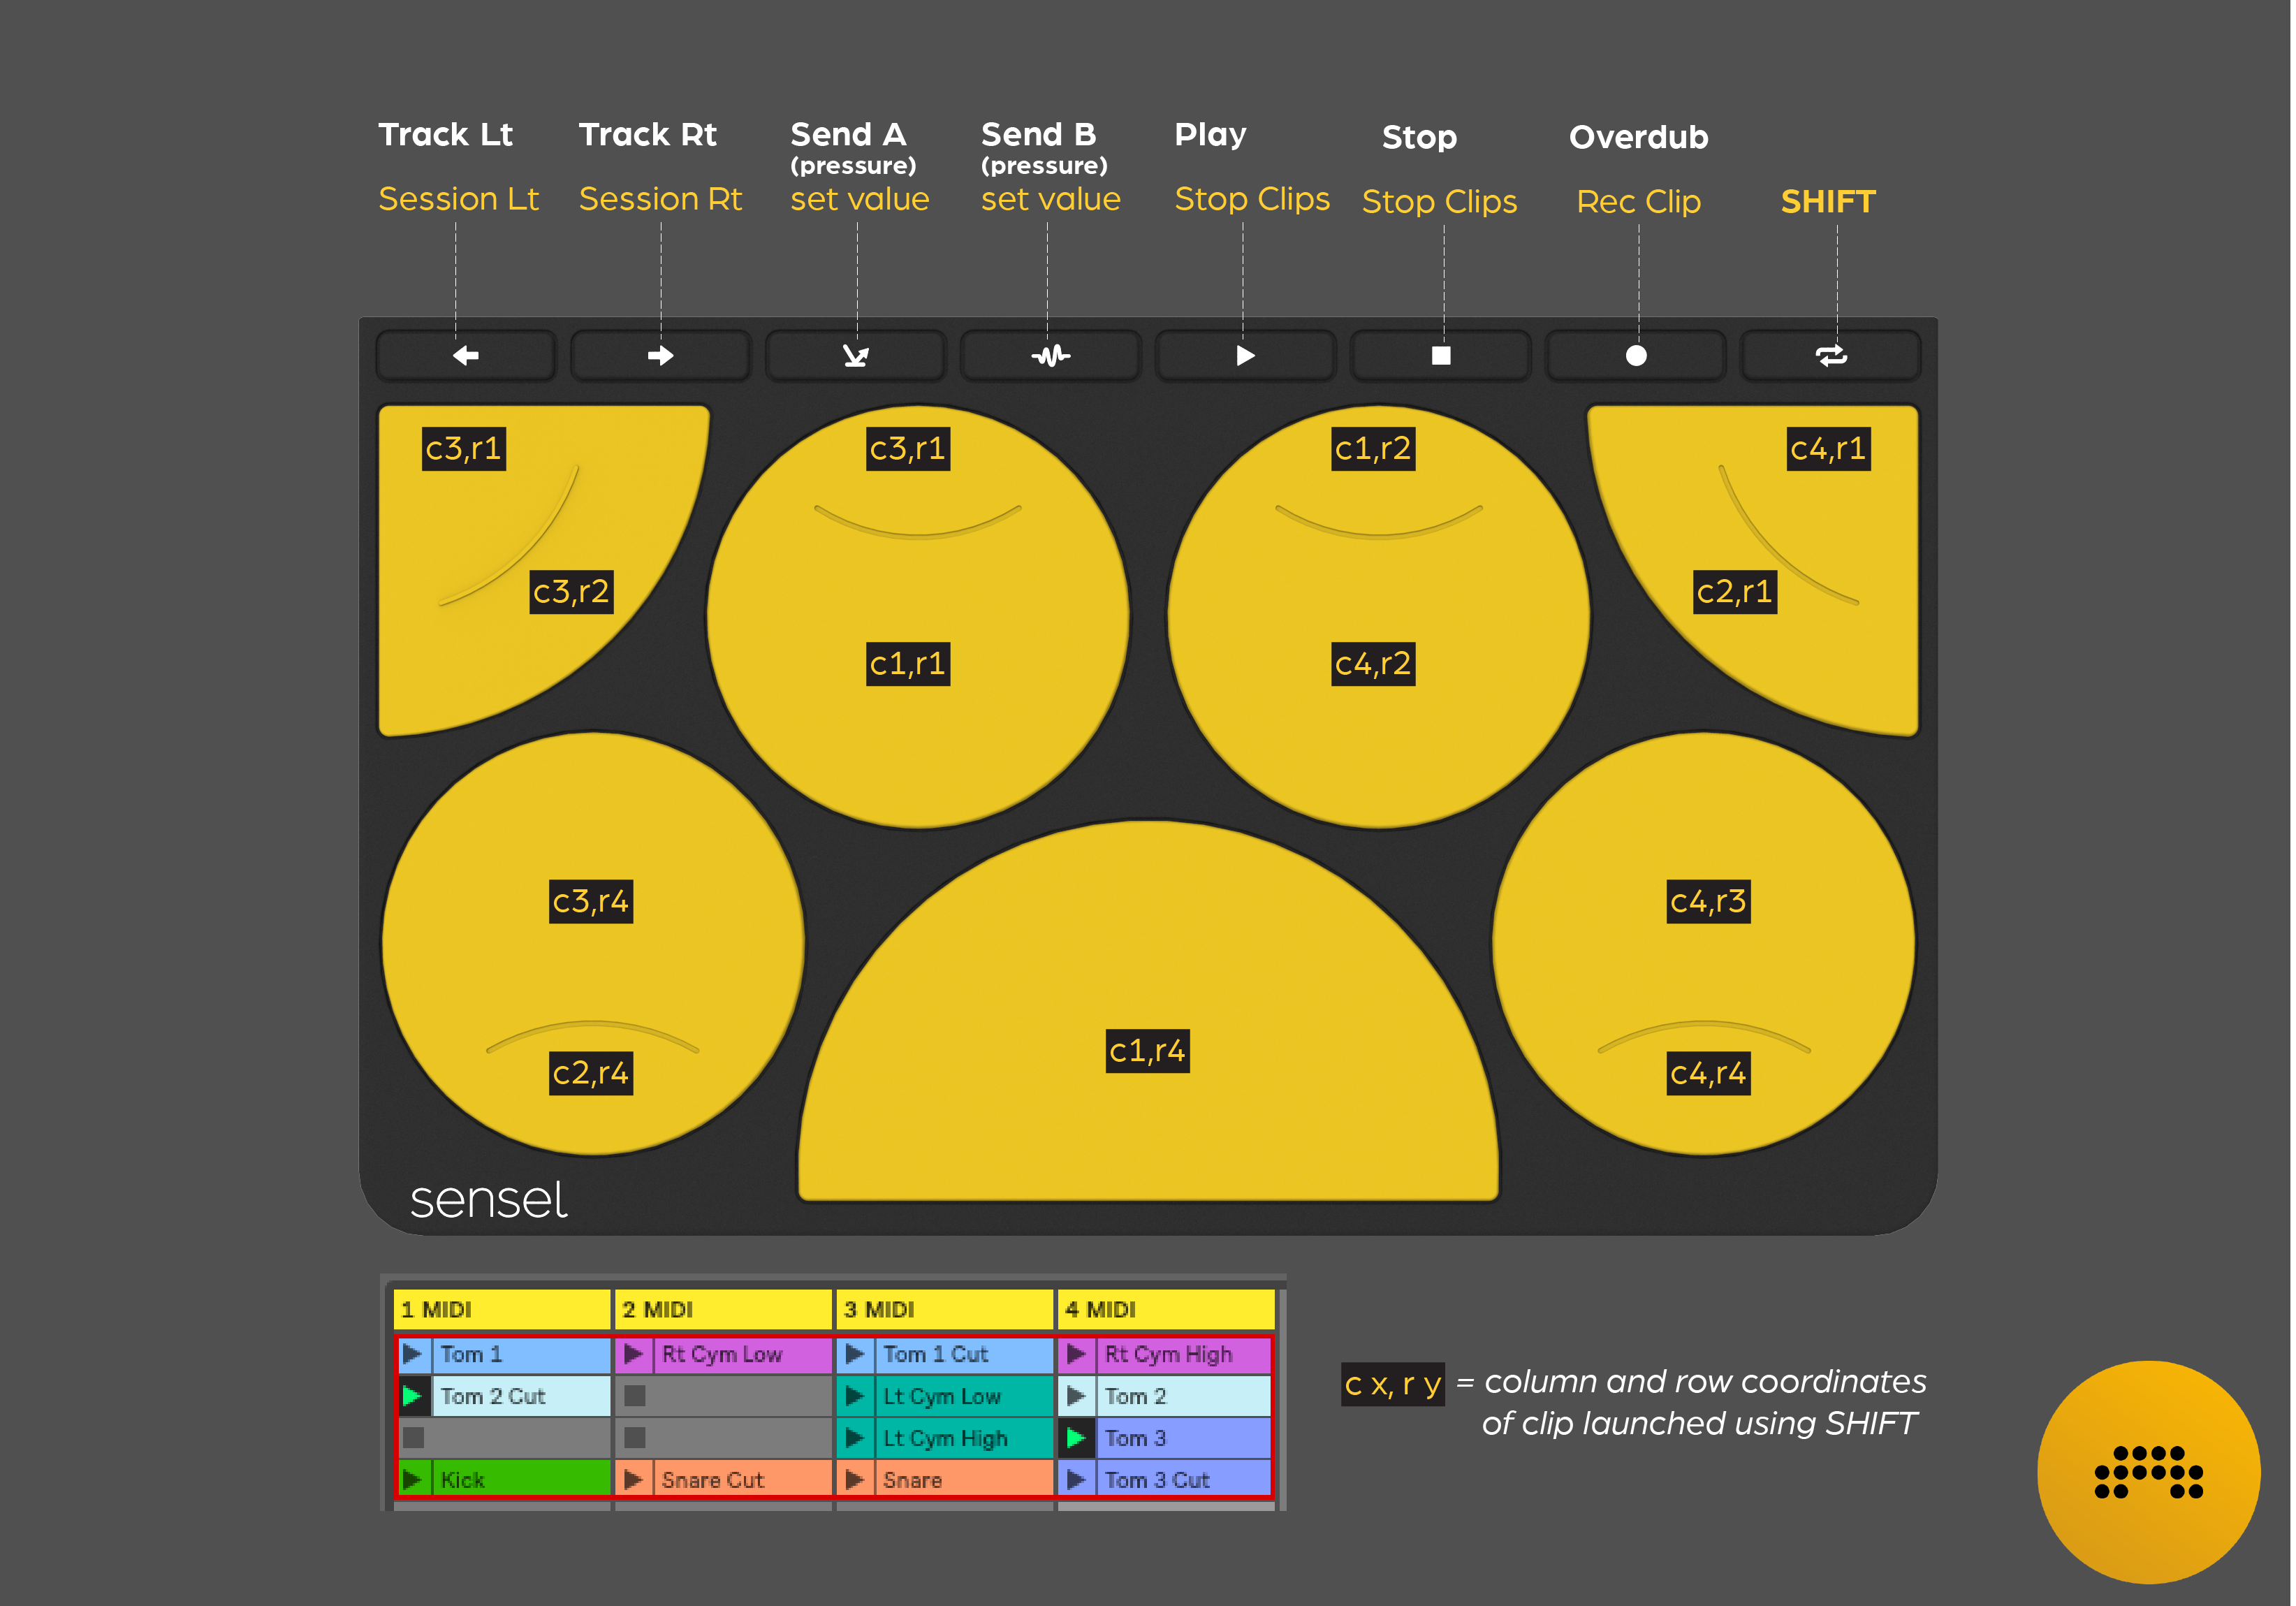 Track Lt
Track Rt
Send A
Send B
Play
Stop
Overdub
(pressure)
(pressure)
Session Lt
Session Rt
set value
set value
Stop Clips
Stop Clips
Rec Clip
SHIFT
c3,r1
c3,r1
c1,r2
c4,r1
c3,r2
c2,r1
c1,r1
c4,r2
c3,r4
c4,r3
c1,r4
c2,r4
c4,r4
sensel
1 MIDI
2 MIDI
3 MIDI
4 MIDI
Tom 1
Rt Cym Low
Tom 1 Cut
Rt Cym High
Tom 2 Cut
Lt Cym Low
Tom 2
Lt Cym High
Tom 3
Kick
Snare Cut
Snare
Tom 3 Cut
c x, r y = column and row coordinates
of clip launched using SHIFT